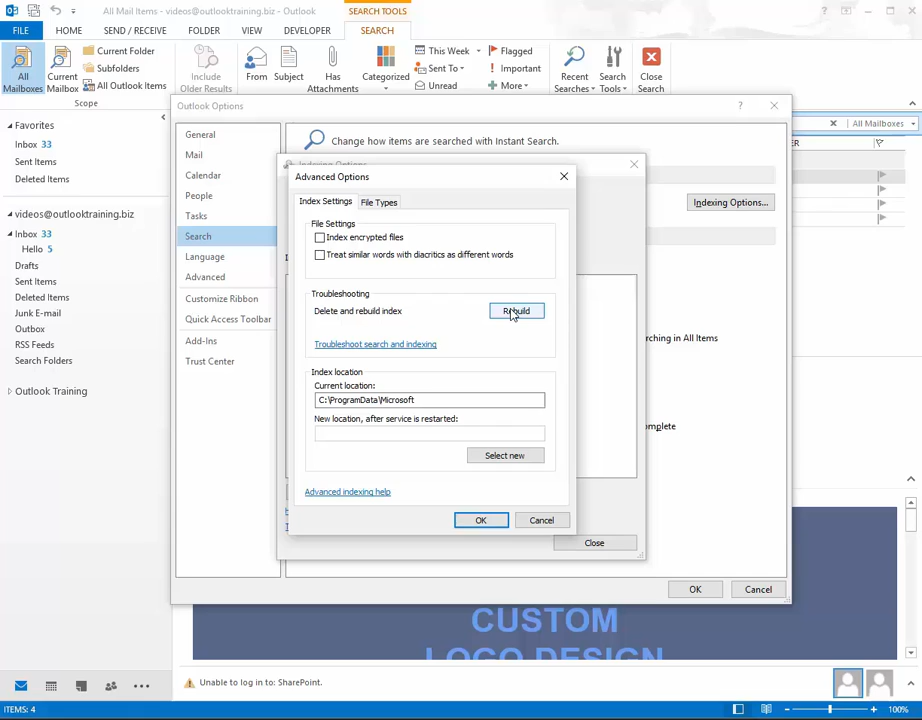 All Mail Items - videos@outlooktraining.biz - Outlook
SEARCH TOOLS
FILE HOME SEND / RECEIVE FOLDER VIEW DEVELOPER SEARCH
All Mailboxes
Current Mailbox
Current Folder
Subfolders
All Outlook Items
Scope
Include Older Results
From
Subject
Has Attachments
Categorized
This Week
Sent To
Unread
Flagged
Important
More
Recent Searches
Search Tools
Close Search
Favorites
Inbox 33
Sent Items
Deleted Items
videos@outlooktraining.biz
Inbox 33
Hello 5
Drafts
Sent Items
Deleted Items
Junk E-mail
Outbox
RSS Feeds
Search Folders
Outlook Training
Outlook Options
General
Mail
Calendar
People
Tasks
Search
Language
Advanced
Customize Ribbon
Quick Access Toolbar
Add-Ins
Trust Center
Change how items are searched with Instant Search.
Indexing Options...
rching in All Items
omplete
OK
Cancel
All Mailboxes
ER
Indexing Options
Close
Advanced Options
Index Settings File Types
File Settings
Index encrypted files
Treat similar words with diacritics as different words
Troubleshooting
Delete and rebuild index
Rebuild
Troubleshoot search and indexing
Index location
Current location:
C:\ProgramData\Microsoft
New location, after service is restarted:
Select new
Advanced indexing help
OK
Cancel
CUSTOM
LOGO DESIGN
Unable to log in to: SharePoint.
ITEMS: 4
100%